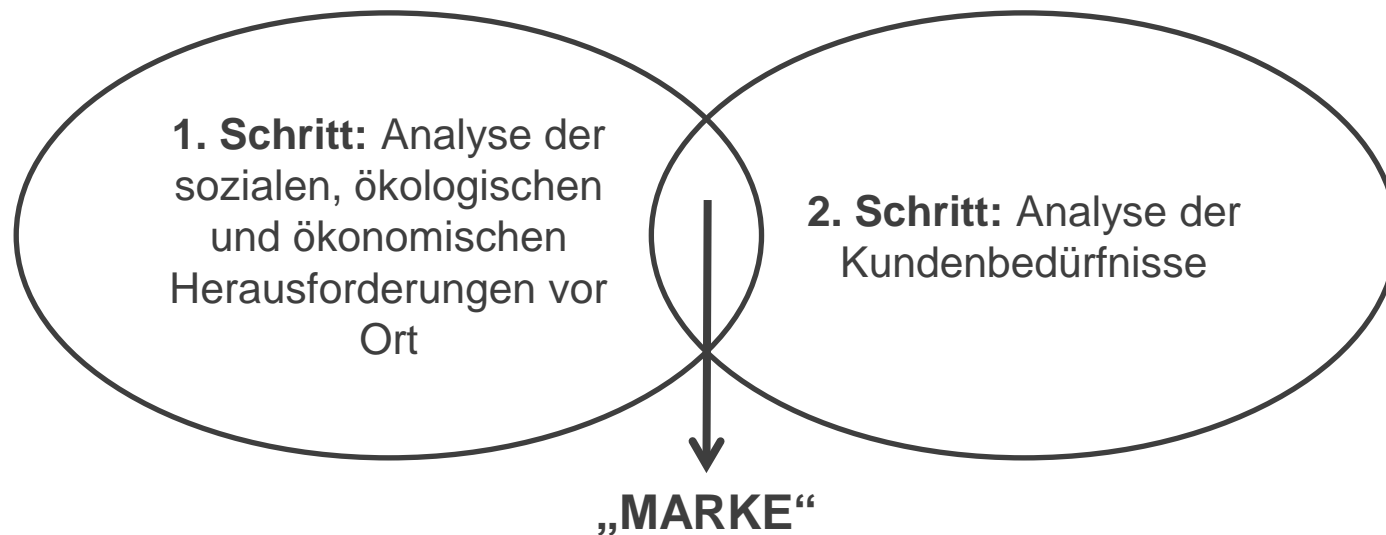 1. Schritt: Analyse der
sozialen, ökologischen
und ökonomischen
Herausforderungen vor
Ort
2. Schritt: Analyse der
Kundenbedürfnisse
„MARKE“